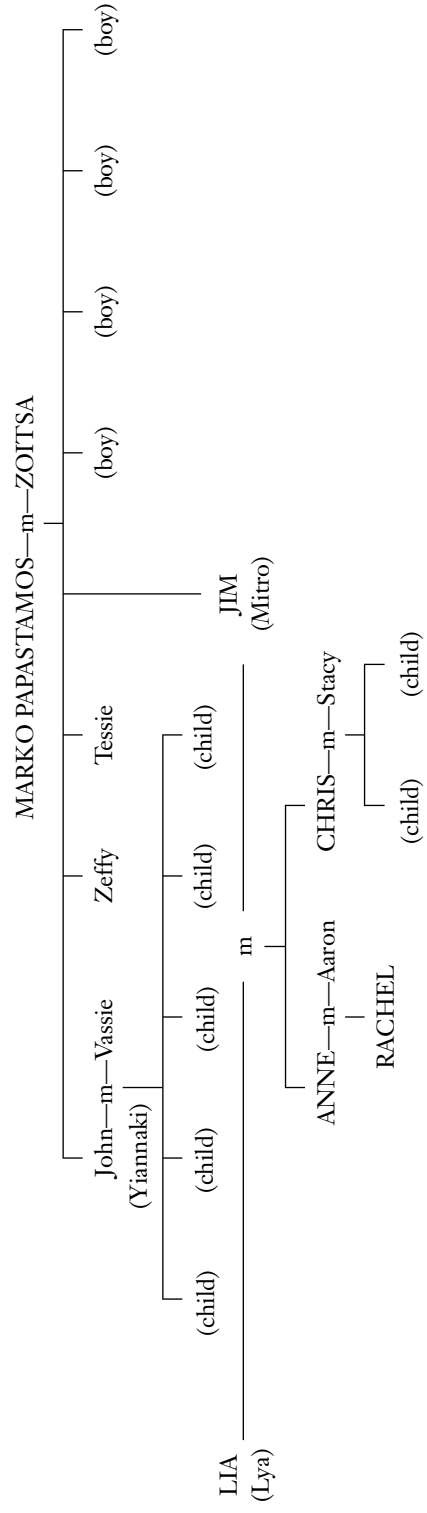 MARKO PAPASTAMOS—m—ZOITSA
John—m—Vassie Zeffy Tessie (boy) (boy) (boy) (boy)
(Yiannaki)
(child) (child) (child) (child) (child)
LIA m JIM
(Lya) (Mitro)
ANNE—m—Aaron CHRIS—m—Stacy
RACHEL (child) (child)